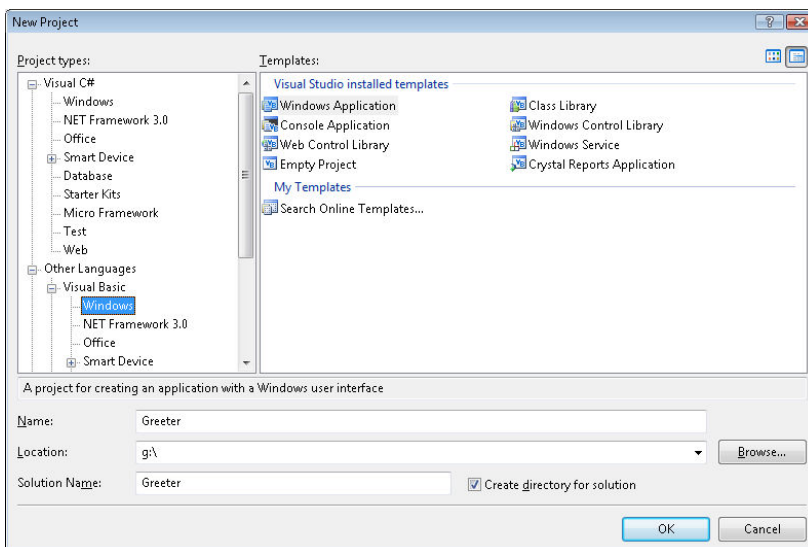 New Project
Project types:
Visual C#
Windows
NET Framework 3.0
Office
Smart Device
Database
Starter Kits
Micro Framework
Test
Web
Other Languages
Visual Basic
Windows
NET Framework 3.0
Office
Smart Device
Templates:
Visual Studio installed templates
Windows Application
Class Library
Console Application
Windows Control Library
Web Control Library
Windows Service
Empty Project
Crystal Reports Application
My Templates
Search Online Templates...
A project for creating an application with a Windows user interface
Name: Greeter
Location: g:\ Browse...
Solution Name: Greeter Create directory for solution
OK Cancel